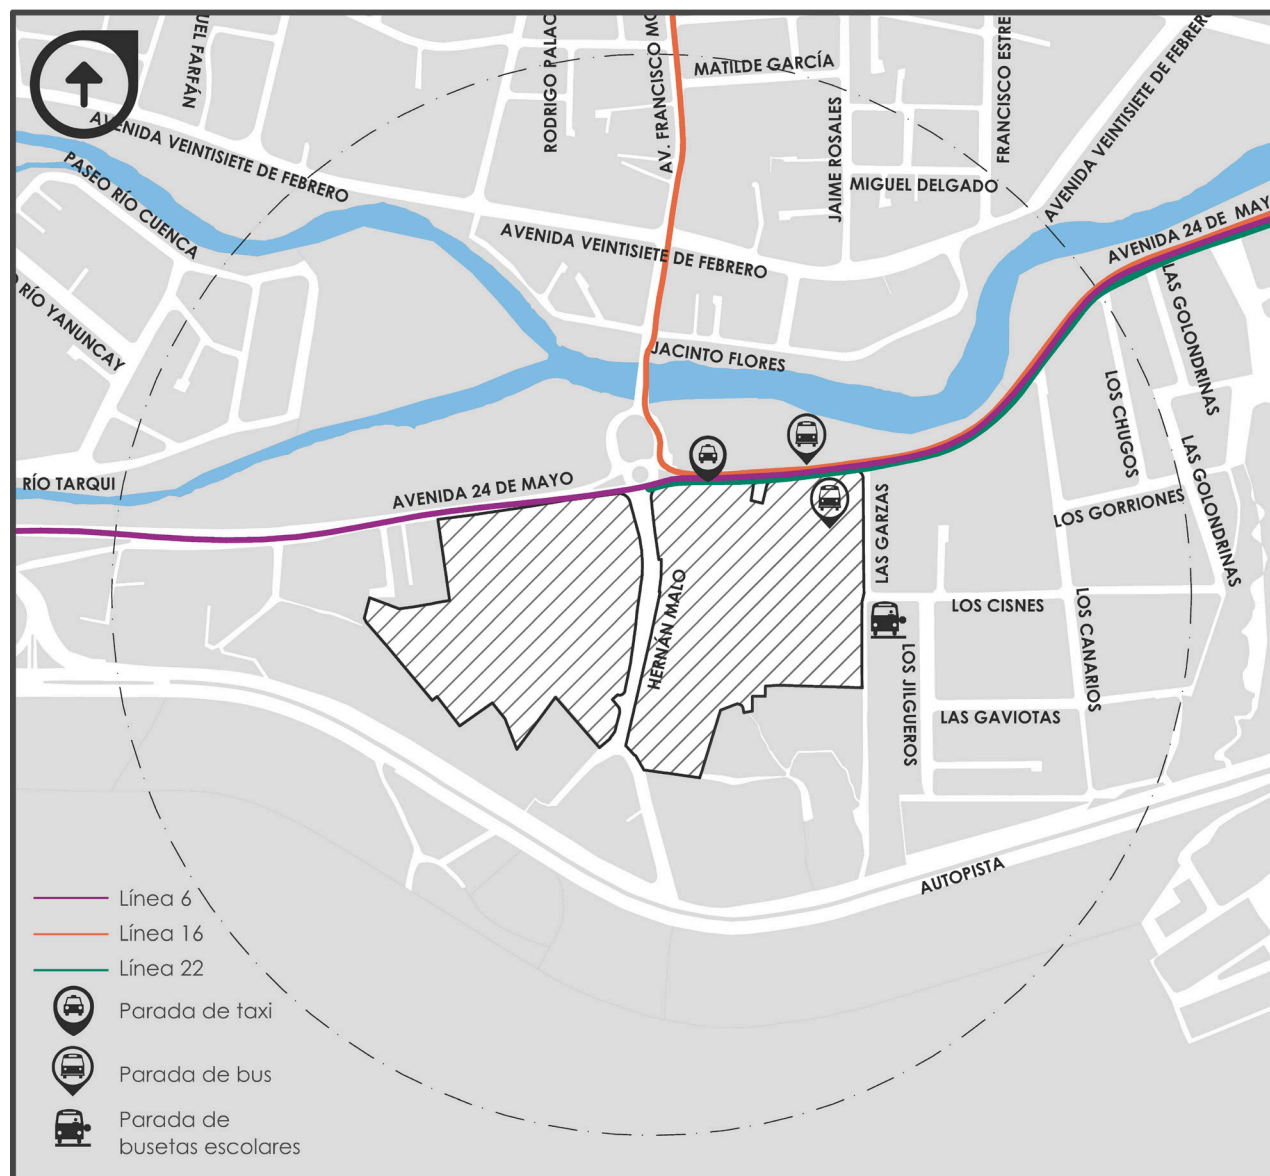 UEL FARFÁN
RODRIGO PALAC
AV. FRANCISCO MO
MATILDE GARCÍA
JAIME ROSALES
FRANCISCO ESTRE
AVENIDA VEINTISIETE DE FEBRERO
AVENIDA VEINTISIETE DE FEBRERO
PASEO RÍO CUENCA
MIGUEL DELGADO
AVENIDA VEINTISIETE DE FEBRERO
AVENIDA 24 DE MAY
O RÍO YANUNCAY
JACINTO FLORES
LAS GOLONDRINAS
LOS CHUGOS
RÍO TARQUI
AVENIDA 24 DE MAYO
LAS GOLONDRINAS
LOS GORRIONES
LAS GARZAS
HERNÁN MALO
LOS CISNES
LOS CANARIOS
LOS JILGUEROS
LAS GAVIOTAS
AUTOPISTA
Línea 6
Línea 16
Línea 22
Parada de taxi
Parada de bus
Parada de
busetas escolares